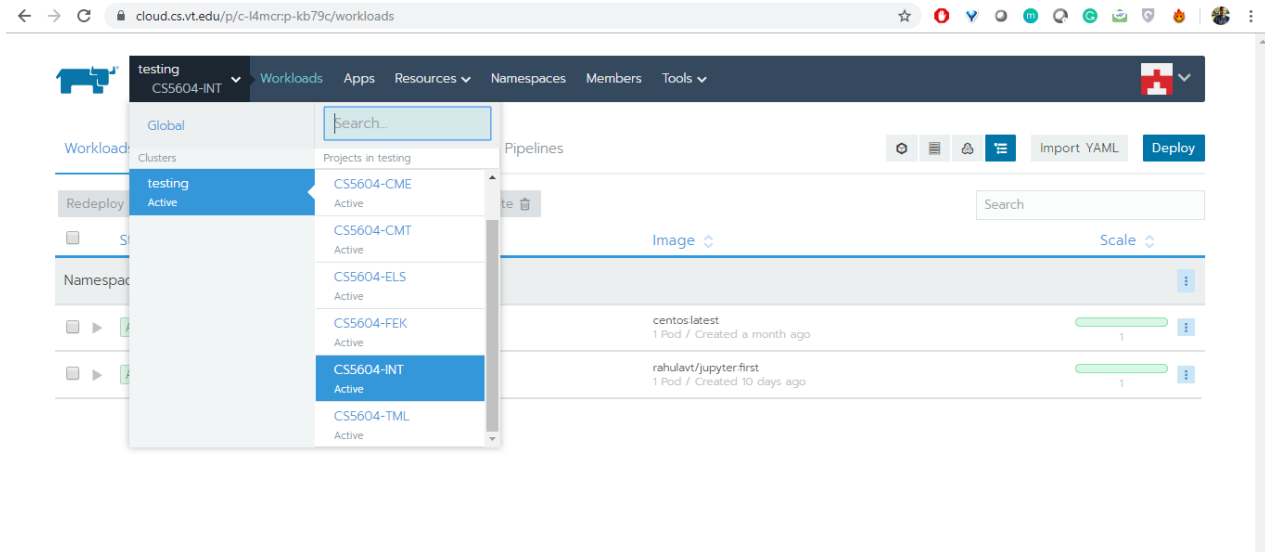 cloud.cs.vt.edu/p/c-l4mcr:p-kb79c/workloads
testing
CS5604-INT
Workloads Apps Resources Namespaces Members Tools
Global
Search..
Workloads Pipelines
Import YAML Deploy
Clusters Projects in testing
testing
Active
CS5604-CME
Active
Redeploy
Search
CS5604-CMT
Active
Image Scale
CS5604-ELS
Active
CS5604-FEK
Active
centos:latest
1 Pod / Created a month ago
1
CS5604-INT
Active
rahulavt/jupyter:first
1 Pod / Created 10 days ago
1
CS5604-TML
Active